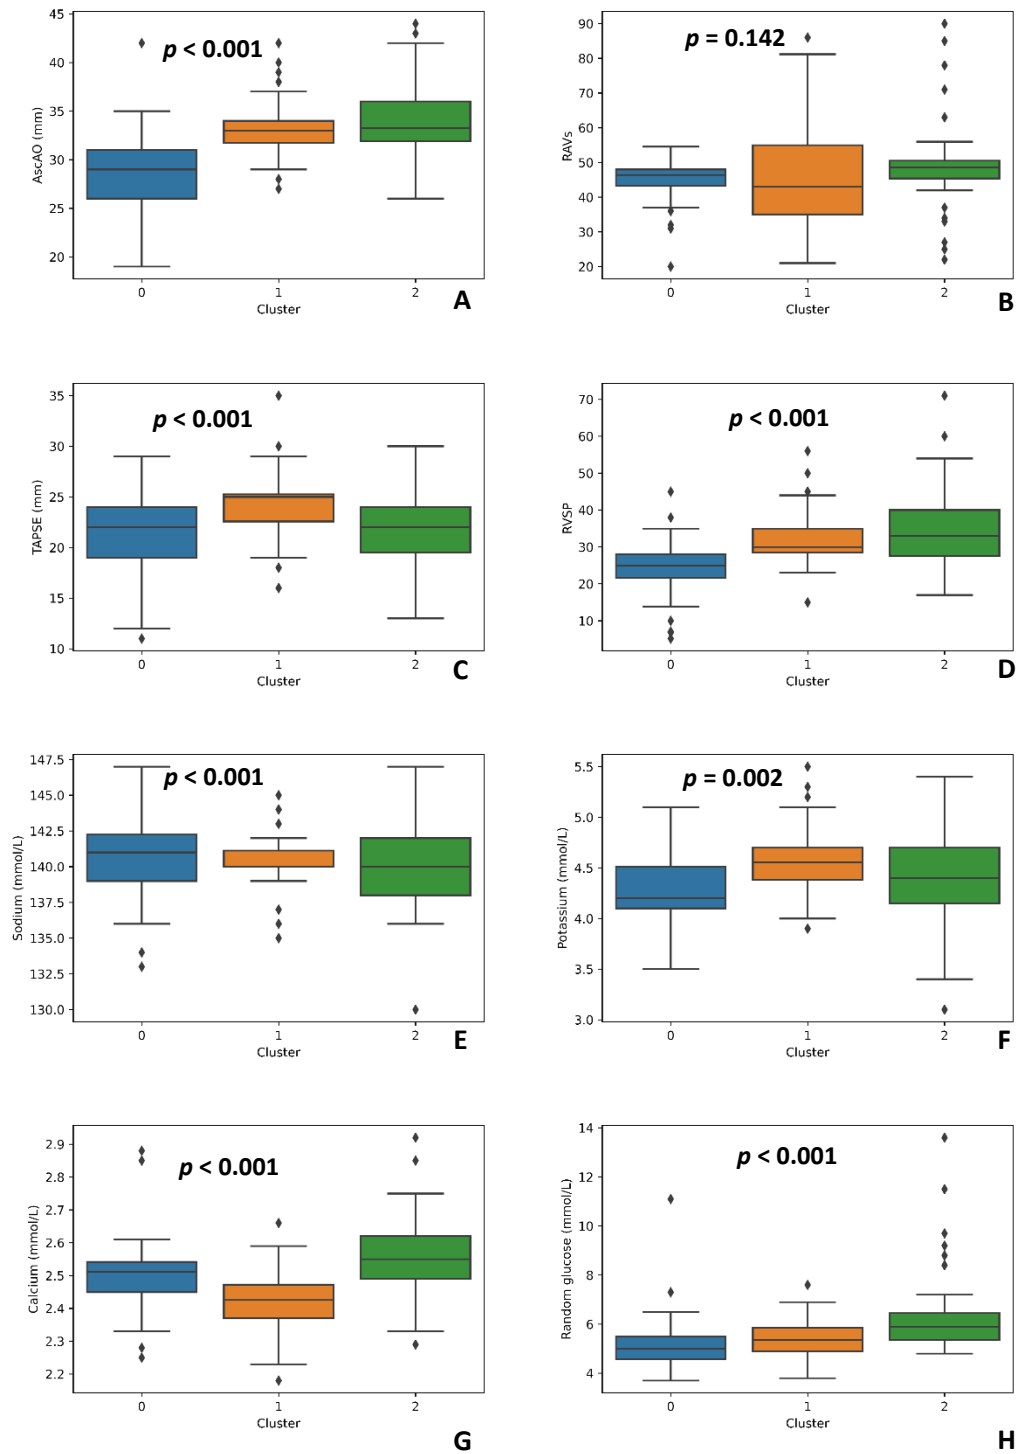 45
40
35
30
25
20
AscAO (mm)
p < 0.001
0 1 2
Cluster
A
90
80
70
60
50
40
30
20
RAVs
p = 0.142
0 1 2
Cluster
B
35
30
25
20
15
10
TAPSE (mm)
p < 0.001
0 1 2
Cluster
C
70
60
50
40
30
20
10
RVSP
p < 0.001
0 1 2
Cluster
D
147.5
145.0
142.5
140.0
137.5
135.0
132.5
130.0
Sodium (mmol/L)
p < 0.001
0 1 2
Cluster
E
5.5
5.0
4.5
4.0
3.5
3.0
Potassium (mmol/L)
p = 0.002
0 1 2
Cluster
F
2.9
2.8
2.7
2.6
2.5
2.4
2.3
2.2
Calcium (mmol/L)
p < 0.001
0 1 2
Cluster
G
14
12
10
8
6
4
Random glucose (mmol/L)
p < 0.001
0 1 2
Cluster
H